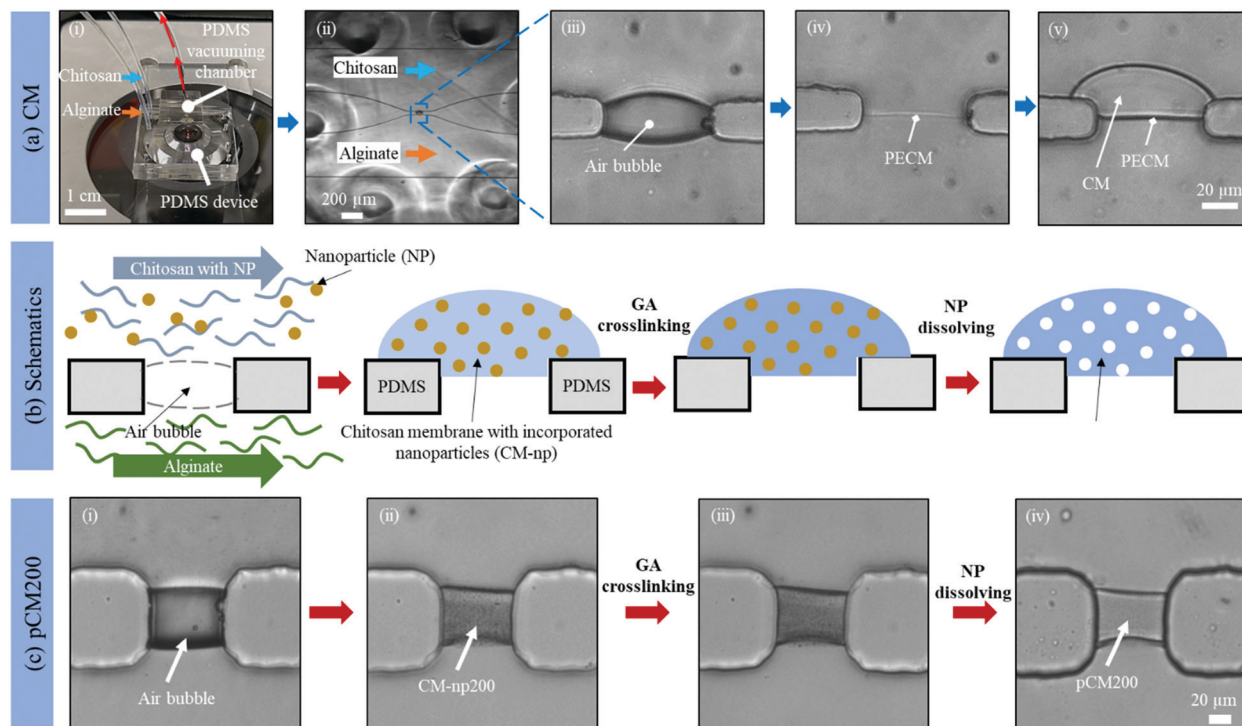 (a) CM
(i)
PDMS
vacuuming
chamber
Chitosan
Alginate
1 cm
PDMS device
(ii)
Chitosan
Alginate
200 µm
(iii)
Air bubble
(iv)
PECM
(v)
PECM
CM
20 µm
(b) Schematics
Chitosan with NP
Nanoparticle (NP)
Air bubble
Alginate
PDMS
PDMS
Chitosan membrane with incorporated
nanoparticles (CM-np)
GA
crosslinking
NP
dissolving
(c) pCM200
(i)
Air bubble
(ii)
CM-np200
GA
crosslinking
(iii)
NP
dissolving
(iv)
pCM200
20 µm